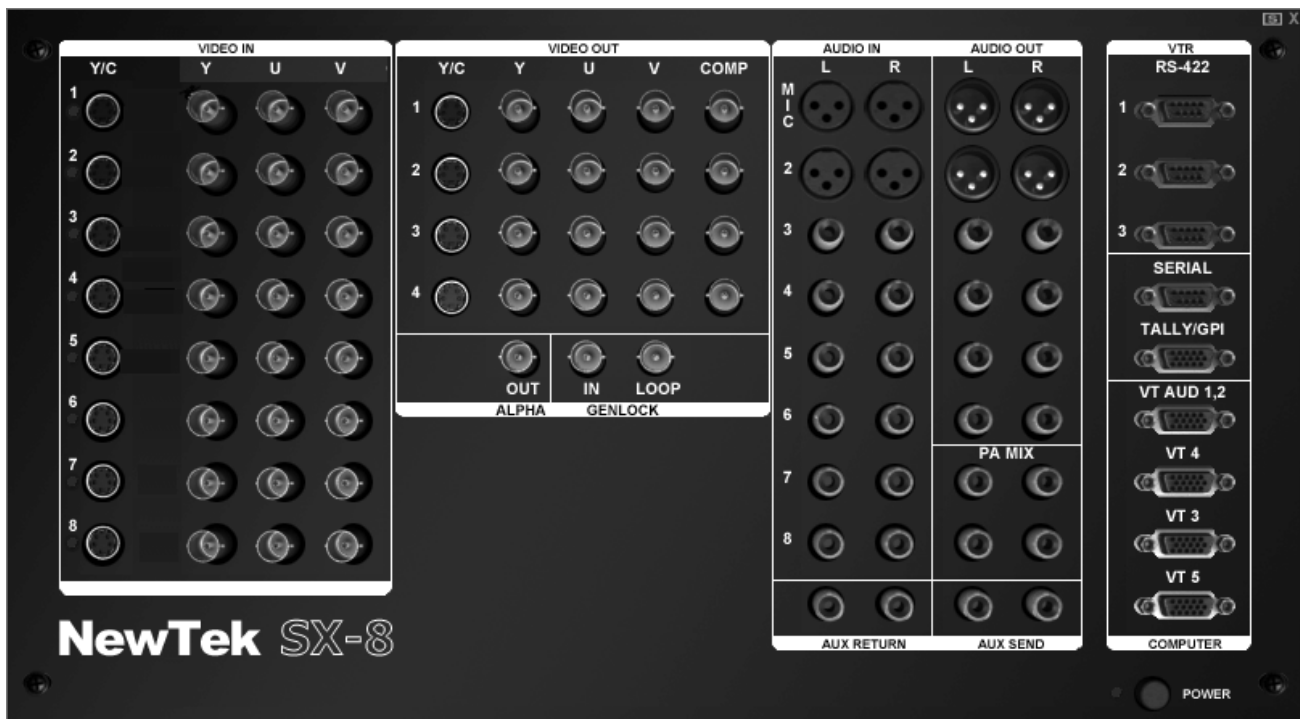 S X
VIDEO IN
Y/C Y U V
1
2
3
4
5
6
7
8
NewTek SX-8
VIDEO OUT
Y/C Y U V COMP
1
2
3
4
OUT IN LOOP
ALPHA GENLOCK
AUDIO IN AUDIO OUT
L R L R
MIC
2
3
4
5
6
7
8
PA MIX
AUX RETURN AUX SEND
VTR
RS-422
1
2
3
SERIAL
TALLY/GPI
VT AUD 1,2
VT 4
VT 3
VT 5
COMPUTER
POWER